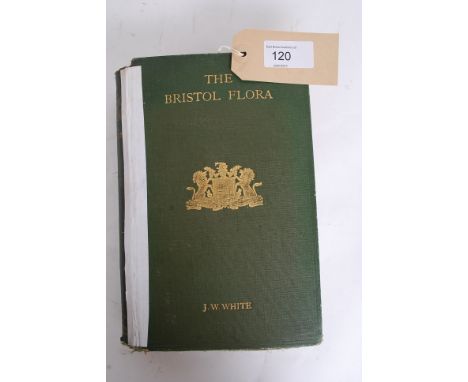 120
THE
BRISTOL FLORA
J. W. WHITE